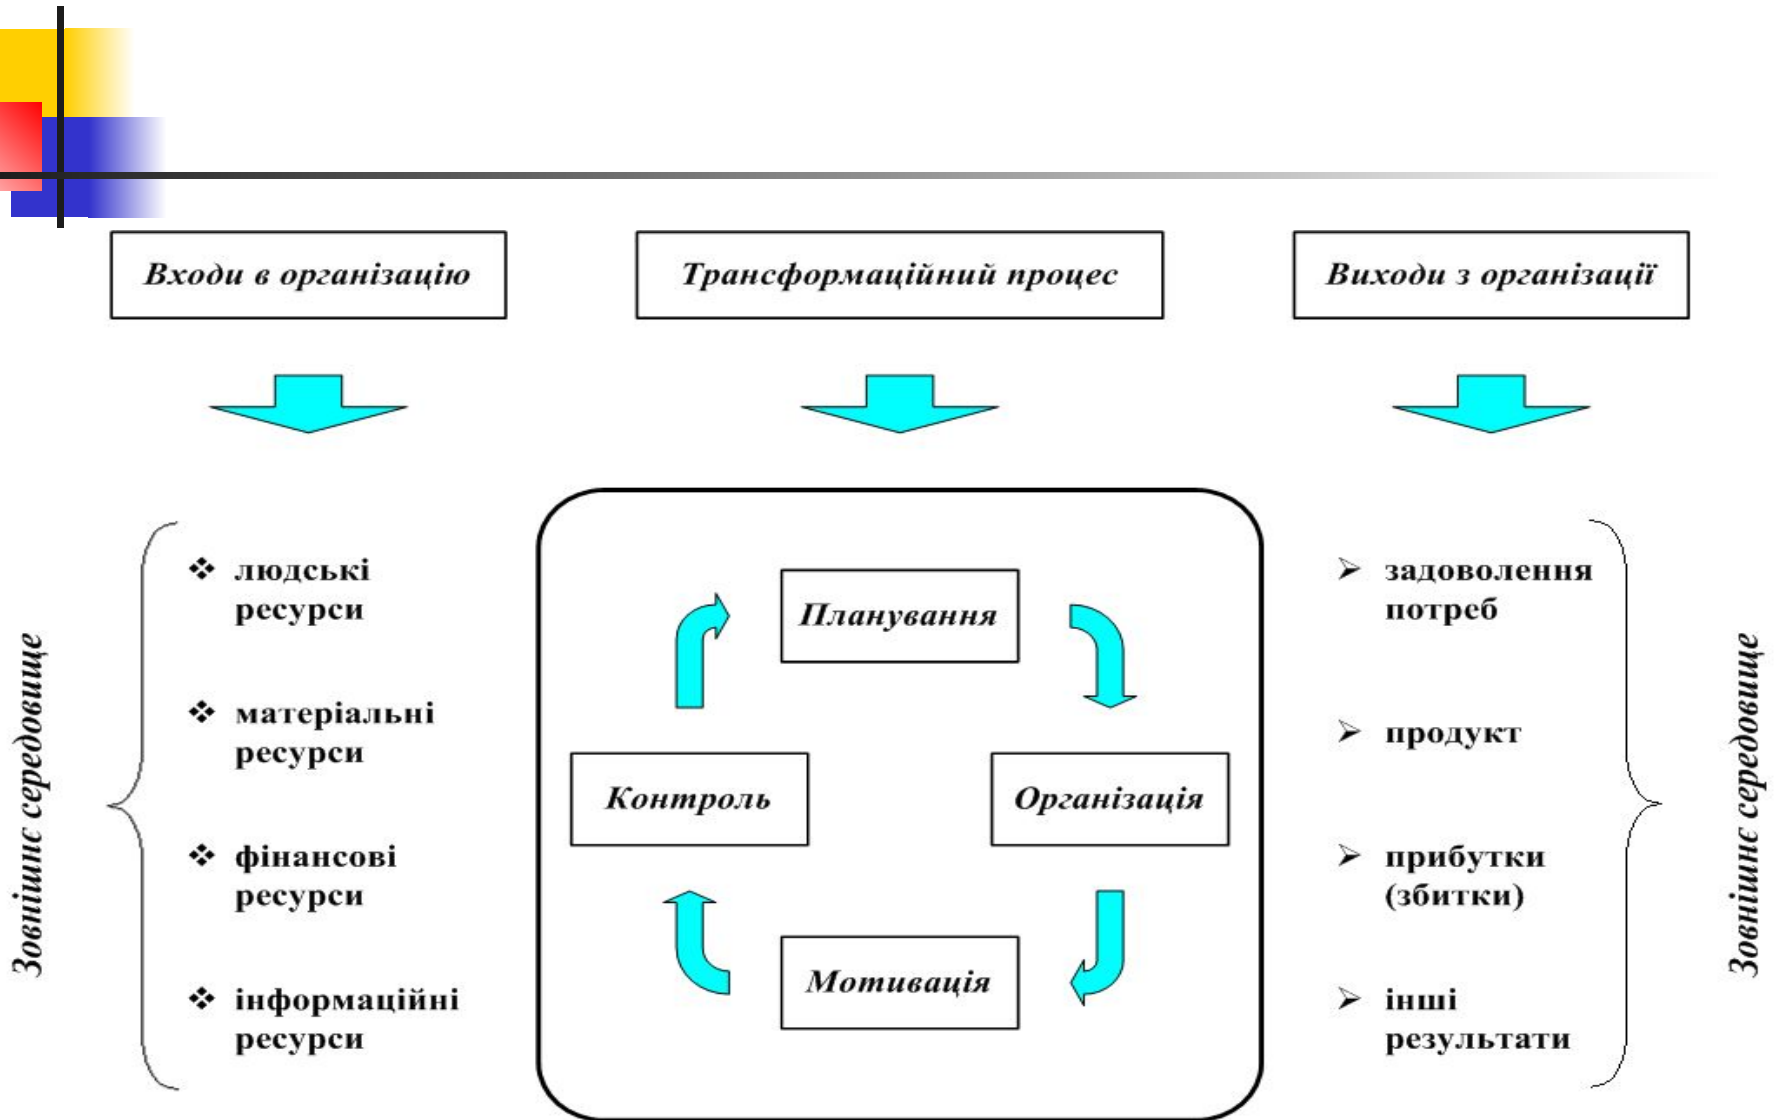 Входи в організацію
Трансформаційний процес
Виходи з організації
Зовнішнє середовище
людські
ресурси
матеріальні
ресурси
фінансові
ресурси
інформаційні
ресурси
Планування
Контроль
Організація
Мотивація
задоволення
потреб
продукт
прибутки
(збитки)
інші
результати
Зовнішнє середовище